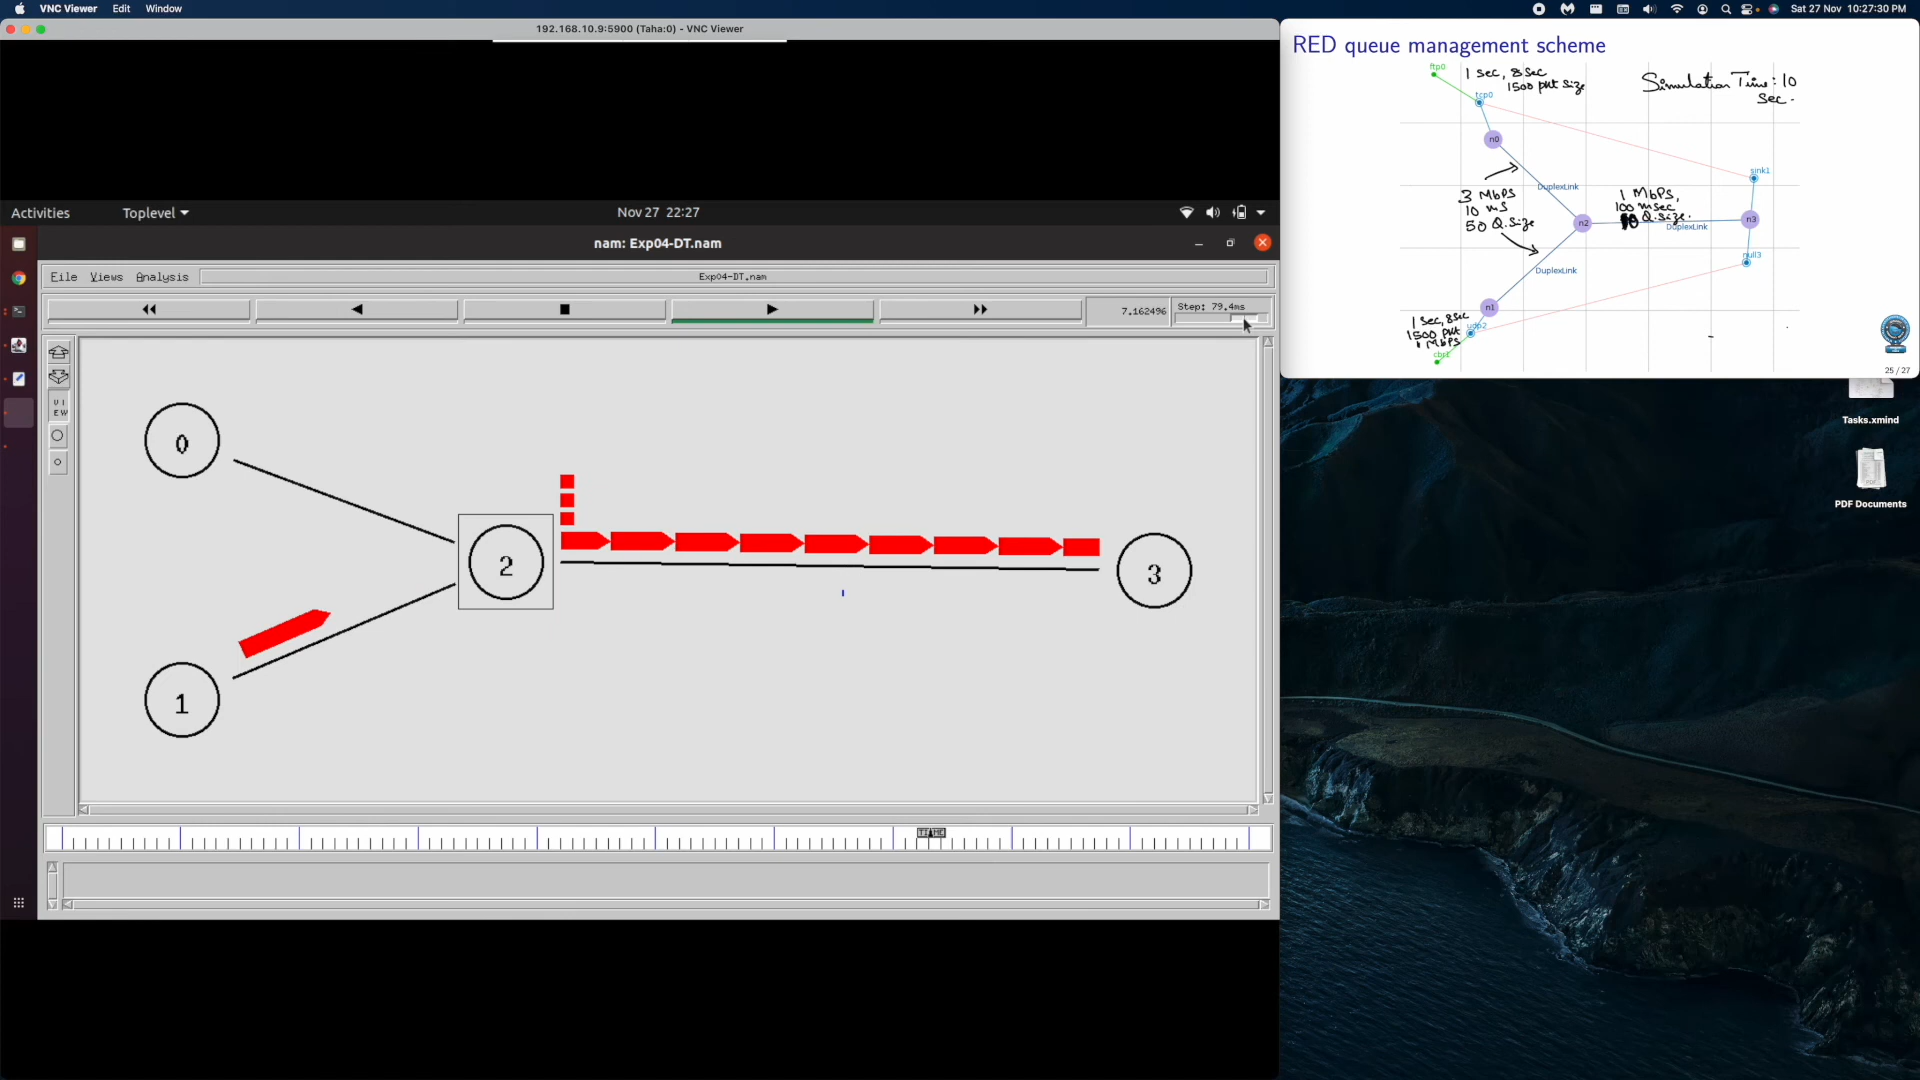 VNC Viewer Edit Window
Sat 27 Nov 10:27:30 PM
192.168.10.9:5900 (Taha:0) - VNC Viewer
Activities Toplevel Nov 27 22:27
nam: Exp04-DT.nam
File Views Analysis Exp04-DT.nam
7.162496 Step: 79.4ms
VI
EW
0
1
2
3
TIME
RED queue management scheme
ftp0
1 sec, 8 sec
1500 pkt size
Simulation Time: 10
Sec.
tcp0
n0
sink1
DuplexLink
3 Mbps
10 ms
50 Q.Size
1 Mbps,
100 msec
10 Q.size.
n2
n3
DuplexLink
null3
DuplexLink
n1
1 sec, 8 sec
1500 pkt
1 Mbps
udp2
cbr1
25 / 27
Tasks.xmind
PDF Documents